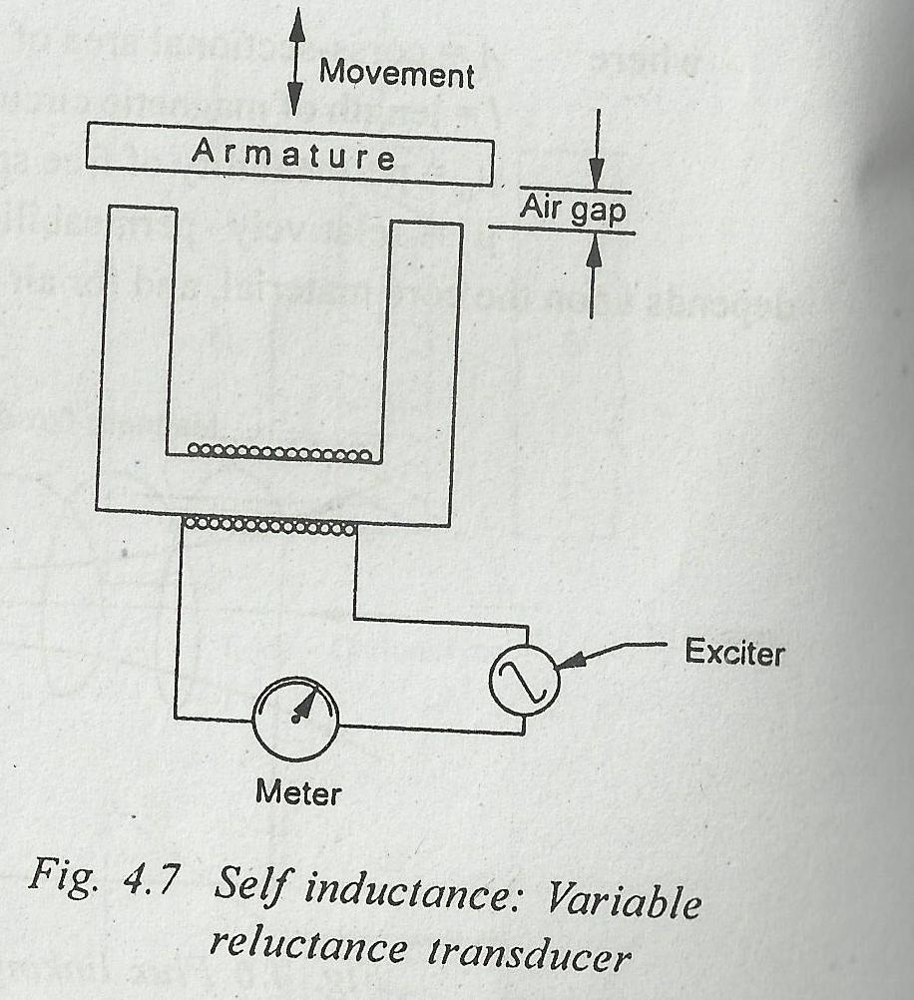 Movement
Armature
Air gap
Exciter
Meter
Fig. 4.7 Self inductance: Variable
reluctance transducer